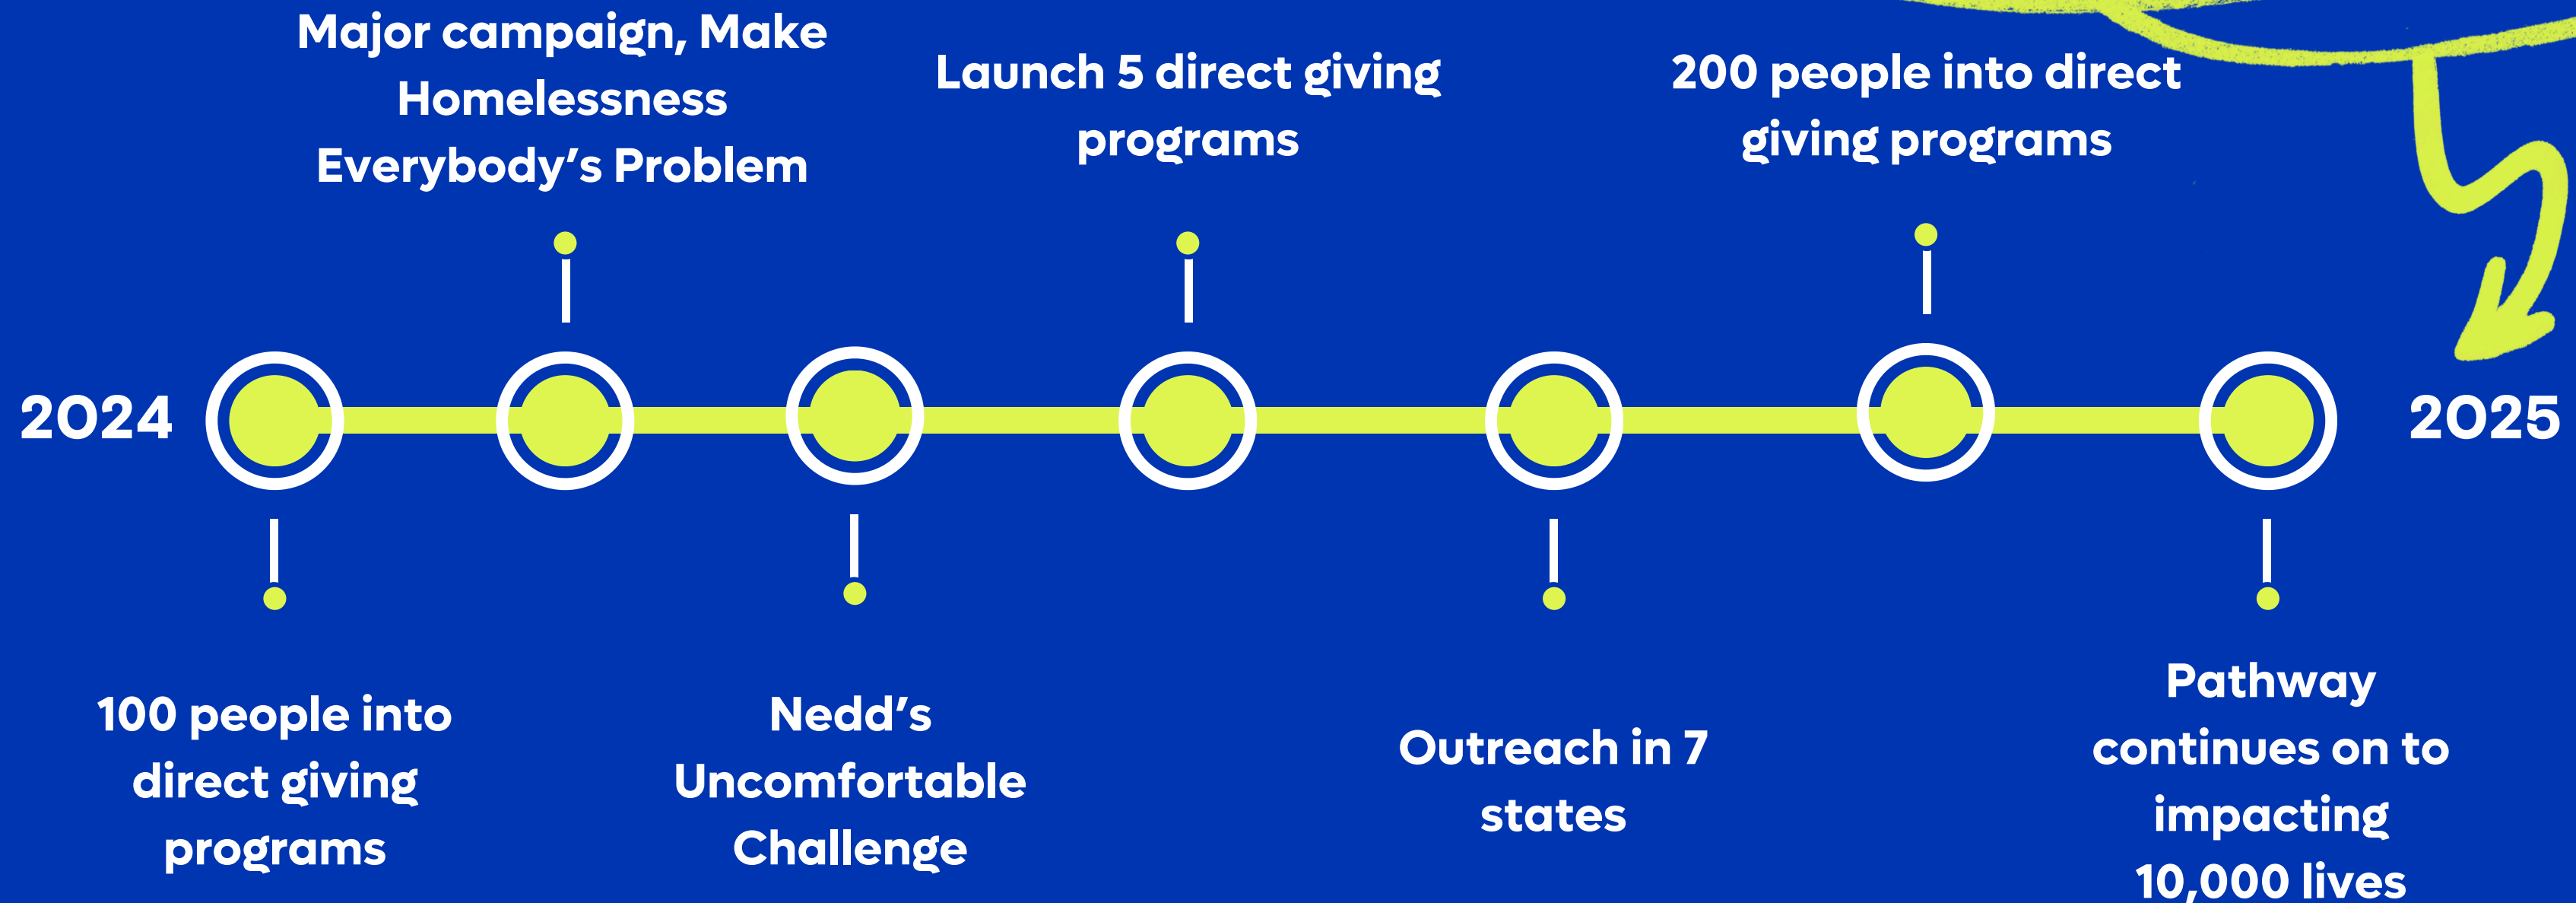 Major campaign, Make
Homelessness
Everybody’s Problem
Launch 5 direct giving
programs
200 people into direct
giving programs
2024
2025
100 people into
direct giving
programs
Nedd’s
Uncomfortable
Challenge
Outreach in 7
states
Pathway
continues on to
impacting
10,000 lives